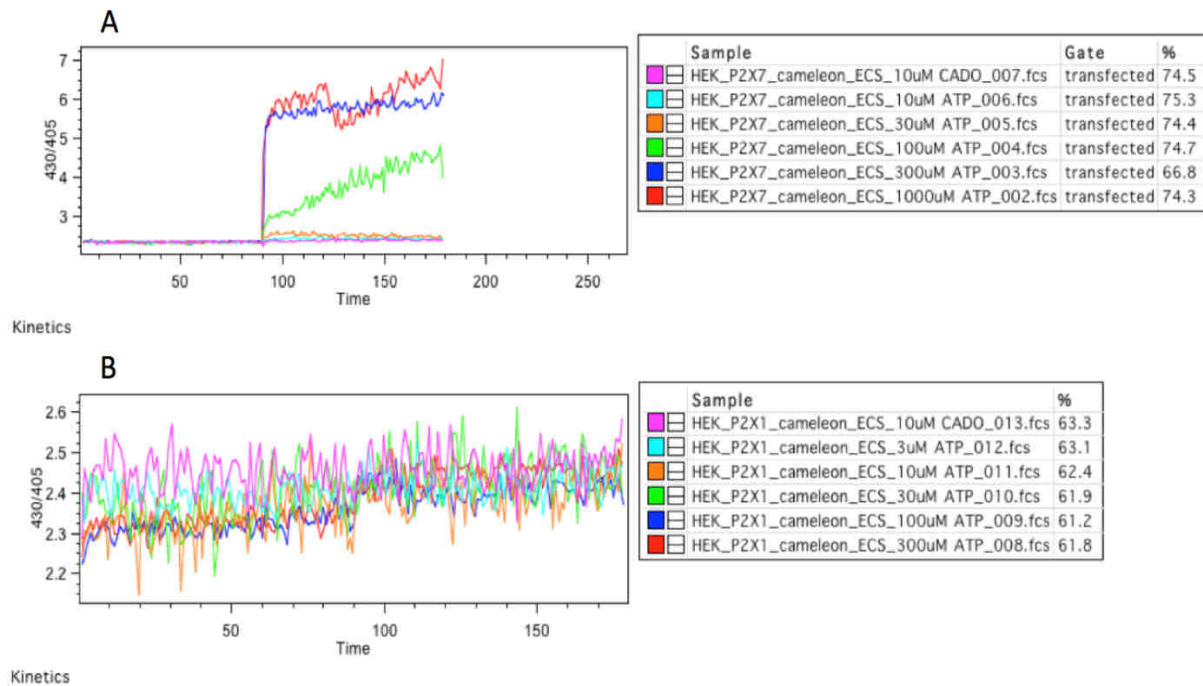 A
7
6
5
4
3
430/405
50 100 150 200 250
Time
Kinetics
Sample Gate %
HEK_P2X7_cameleon_ECS_10uM CADO_007.fcs transfected 74.5
HEK_P2X7_cameleon_ECS_10uM ATP_006.fcs transfected 75.3
HEK_P2X7_cameleon_ECS_30uM ATP_005.fcs transfected 74.4
HEK_P2X7_cameleon_ECS_100uM ATP_004.fcs transfected 74.7
HEK_P2X7_cameleon_ECS_300uM ATP_003.fcs transfected 66.8
HEK_P2X7_cameleon_ECS_1000uM ATP_002.fcs transfected 74.3
B
2.6
2.5
2.4
2.3
2.2
430/405
50 100 150
Time
Kinetics
Sample %
HEK_P2X1_cameleon_ECS_10uM CADO_013.fcs 63.3
HEK_P2X1_cameleon_ECS_3uM ATP_012.fcs 63.1
HEK_P2X1_cameleon_ECS_10uM ATP_011.fcs 62.4
HEK_P2X1_cameleon_ECS_30uM ATP_010.fcs 61.9
HEK_P2X1_cameleon_ECS_100uM ATP_009.fcs 61.2
HEK_P2X1_cameleon_ECS_300uM ATP_008.fcs 61.8